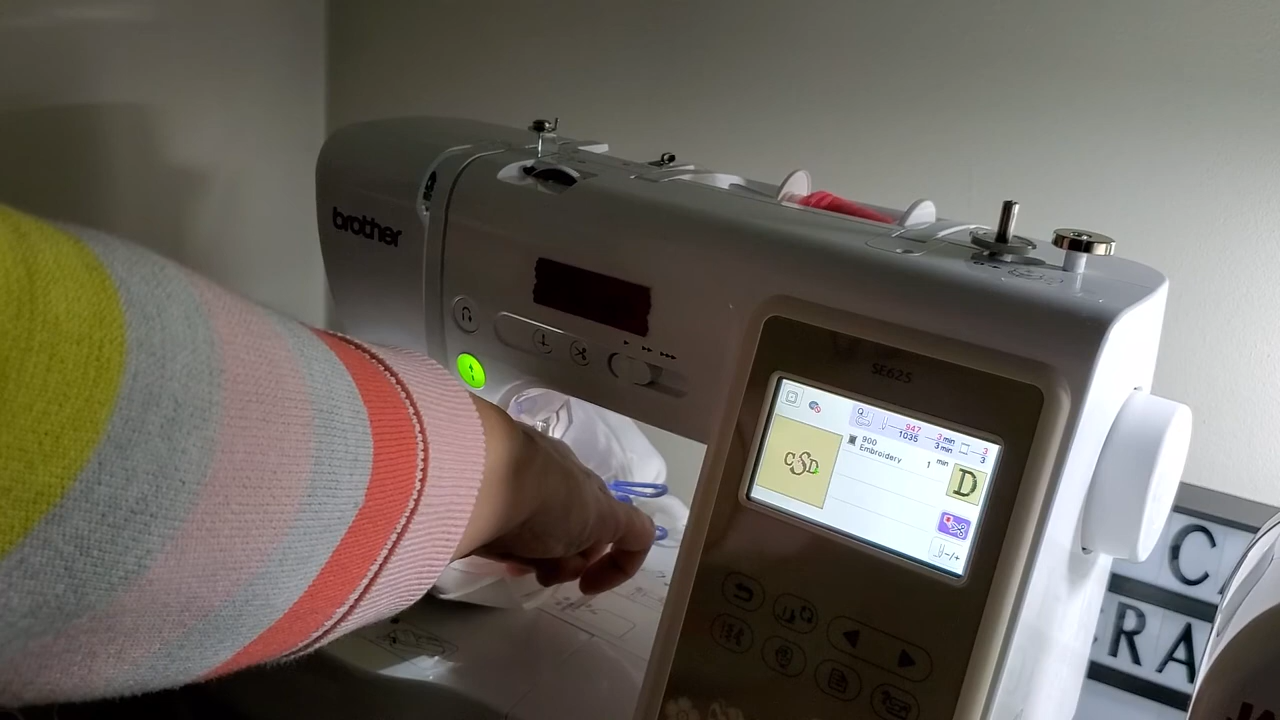 brother
SE625
947
1035
3 min
3 min
3
3
900
Embroidery
1 min
D
CSD
-/+
C
RA